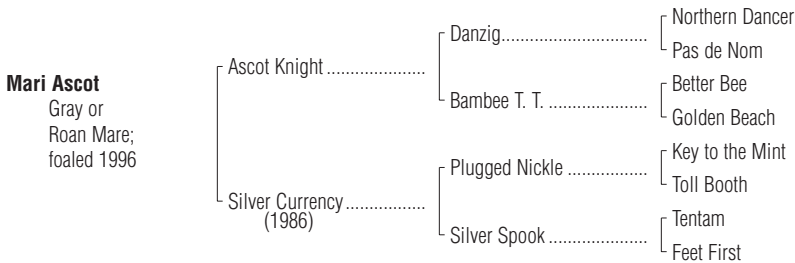 Mari Ascot
Gray or
Roan Mare;
foaled 1996
Ascot Knight .....................
Silver Currency ................
(1986)
Danzig .............................
Bambee T. T. ....................
Plugged Nickle ................
Silver Spook ....................
Northern Dancer
Pas de Nom
Better Bee
Golden Beach
Key to the Mint
Toll Booth
Tentam
Feet First